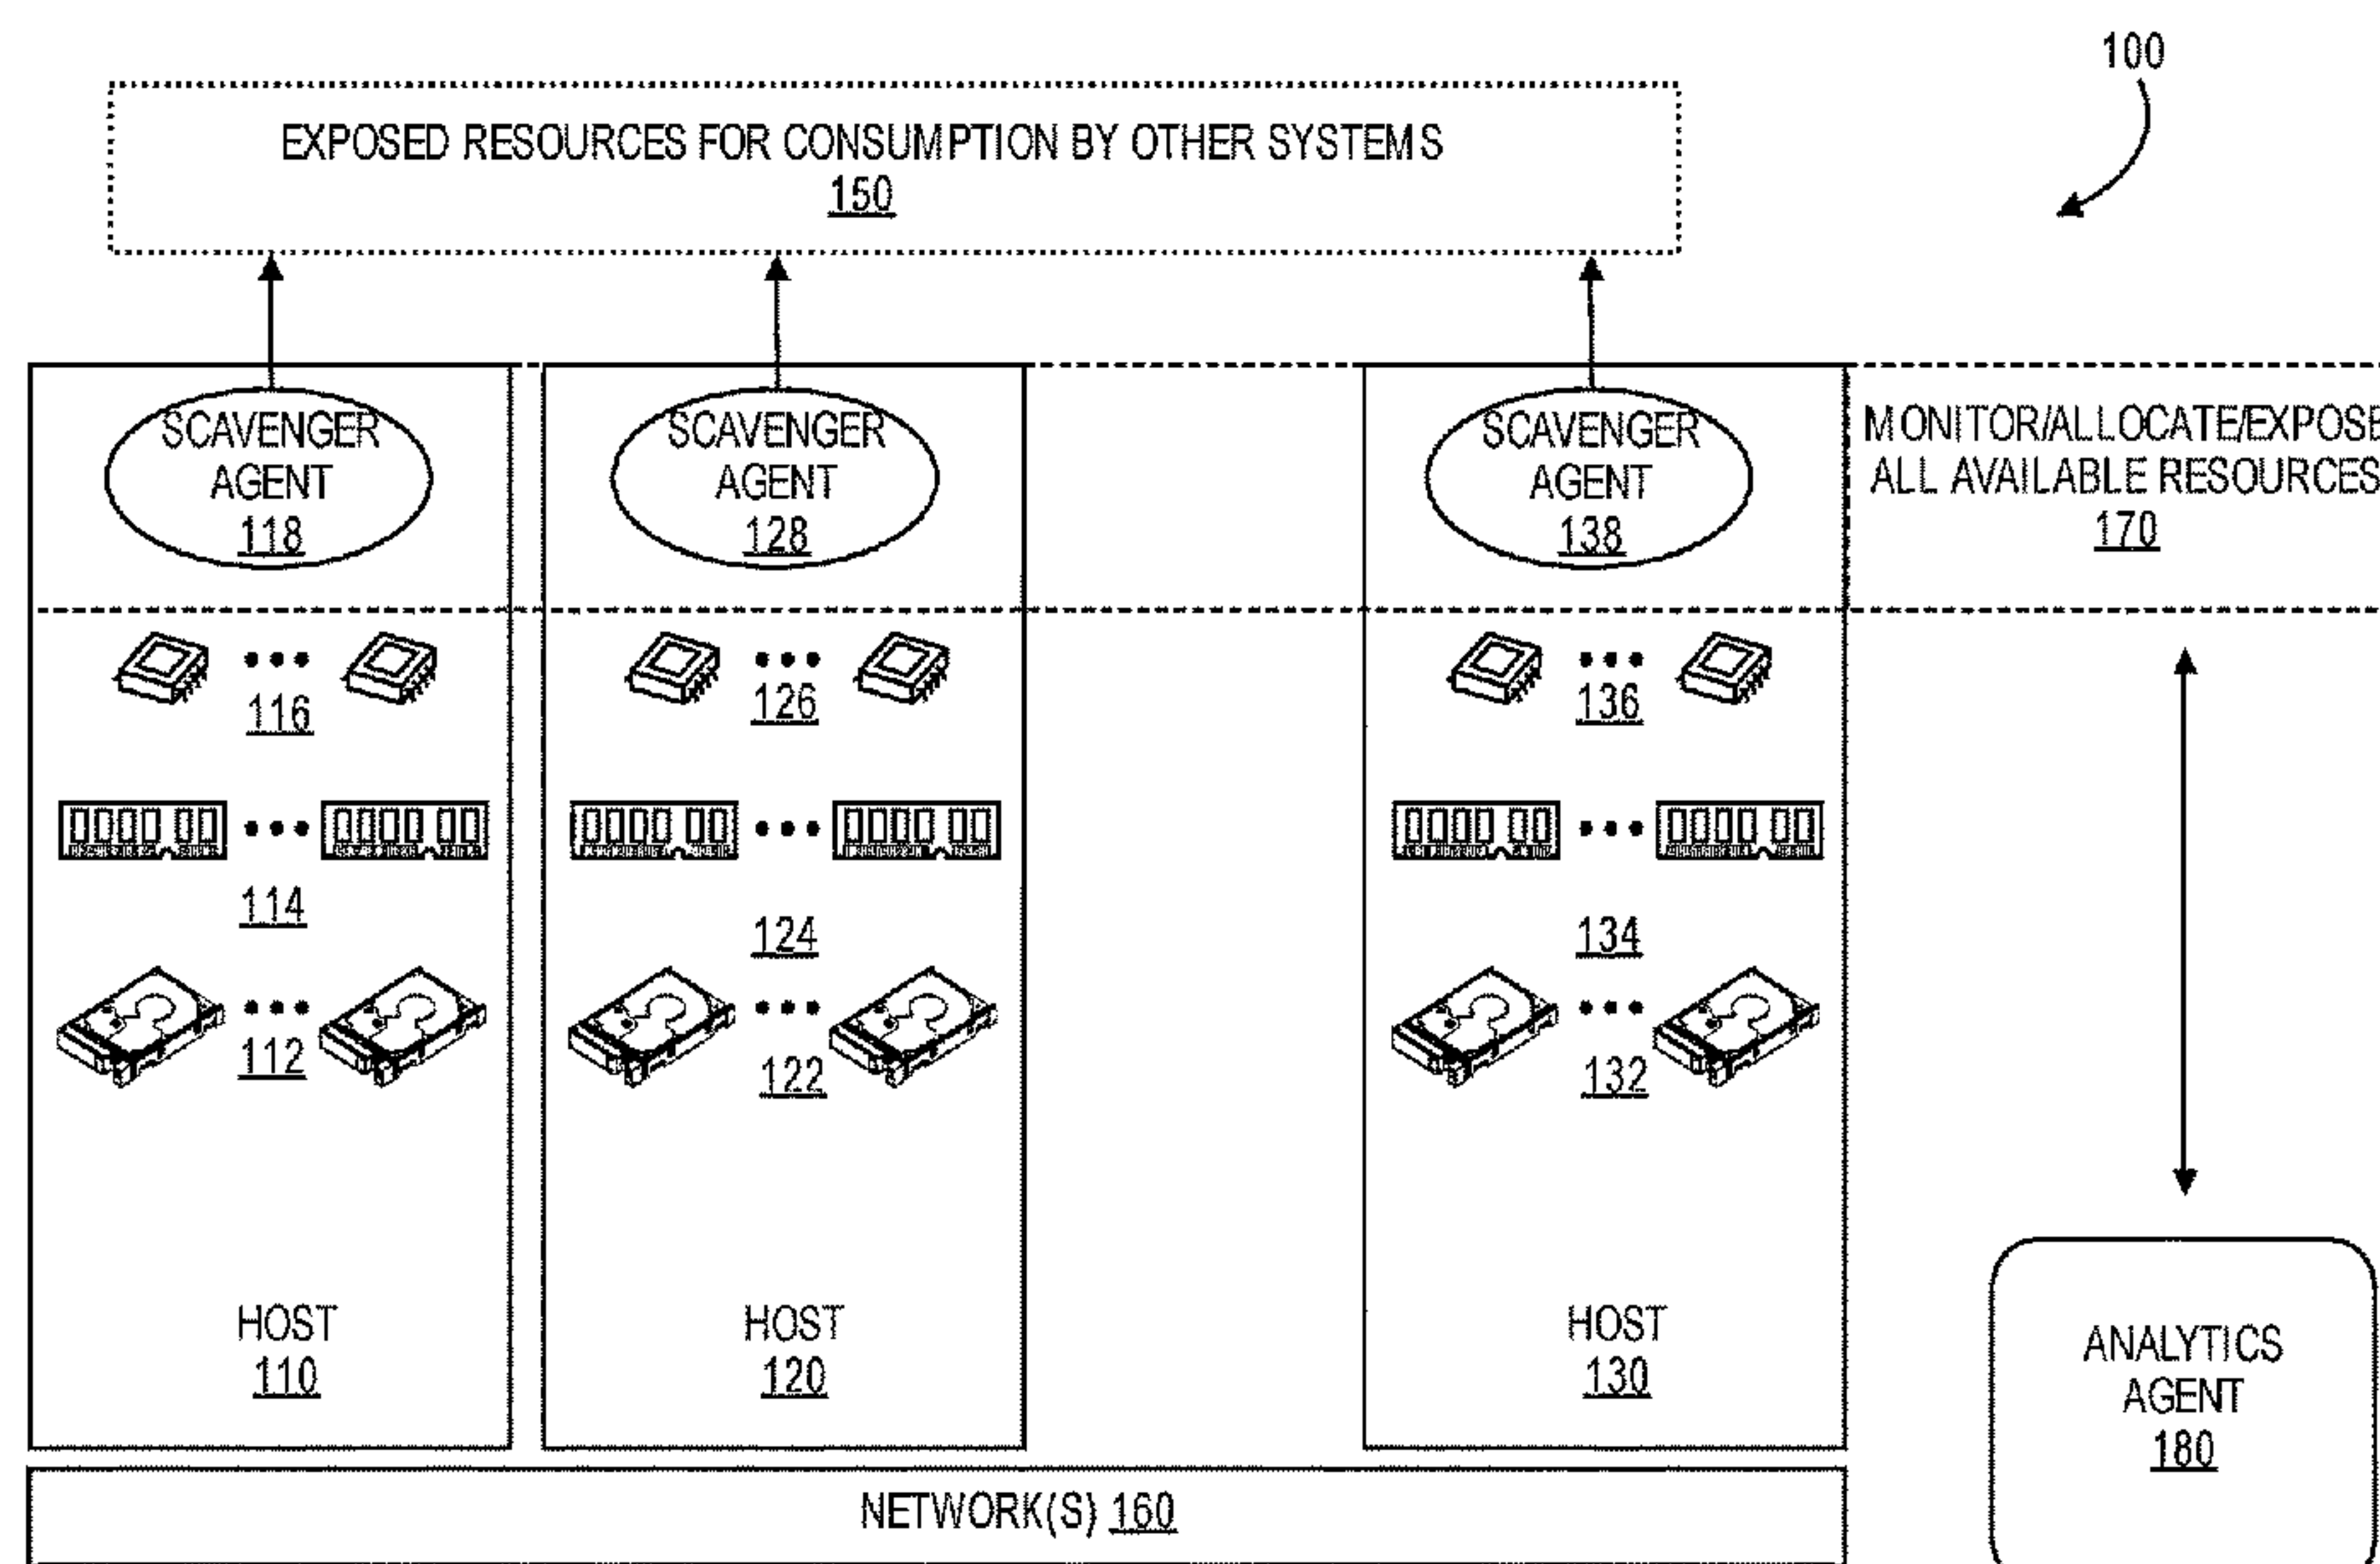 100
EXPOSED RESOURCES FOR CONSUMPTION BY OTHER SYSTEMS
150
SCAVENGER
AGENT
118
SCAVENGER
AGENT
128
SCAVENGER
AGENT
138
MONITOR/ALLOCATE/EXPOSE
ALL AVAILABLE RESOURCES
170
116
126
136
114
124
134
112
122
132
HOST
110
HOST
120
HOST
130
ANALYTICS
AGENT
180
NETWORK(S) 160